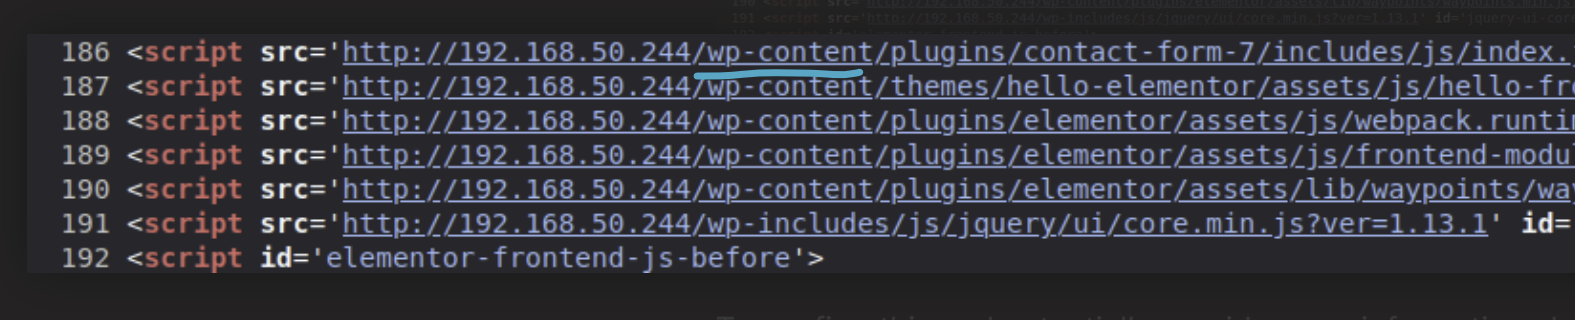 186 <script src='http://192.168.50.244/wp-content/plugins/contact-form-7/includes/js/index.
187 <script src='http://192.168.50.244/wp-content/themes/hello-elementor/assets/js/hello-fr
188 <script src='http://192.168.50.244/wp-content/plugins/elementor/assets/js/webpack.runti
189 <script src='http://192.168.50.244/wp-content/plugins/elementor/assets/js/frontend-modu
190 <script src='http://192.168.50.244/wp-content/plugins/elementor/assets/lib/waypoints/way
191 <script src='http://192.168.50.244/wp-includes/js/jquery/ui/core.min.js?ver=1.13.1' id=
192 <script id='elementor-frontend-js-before'>